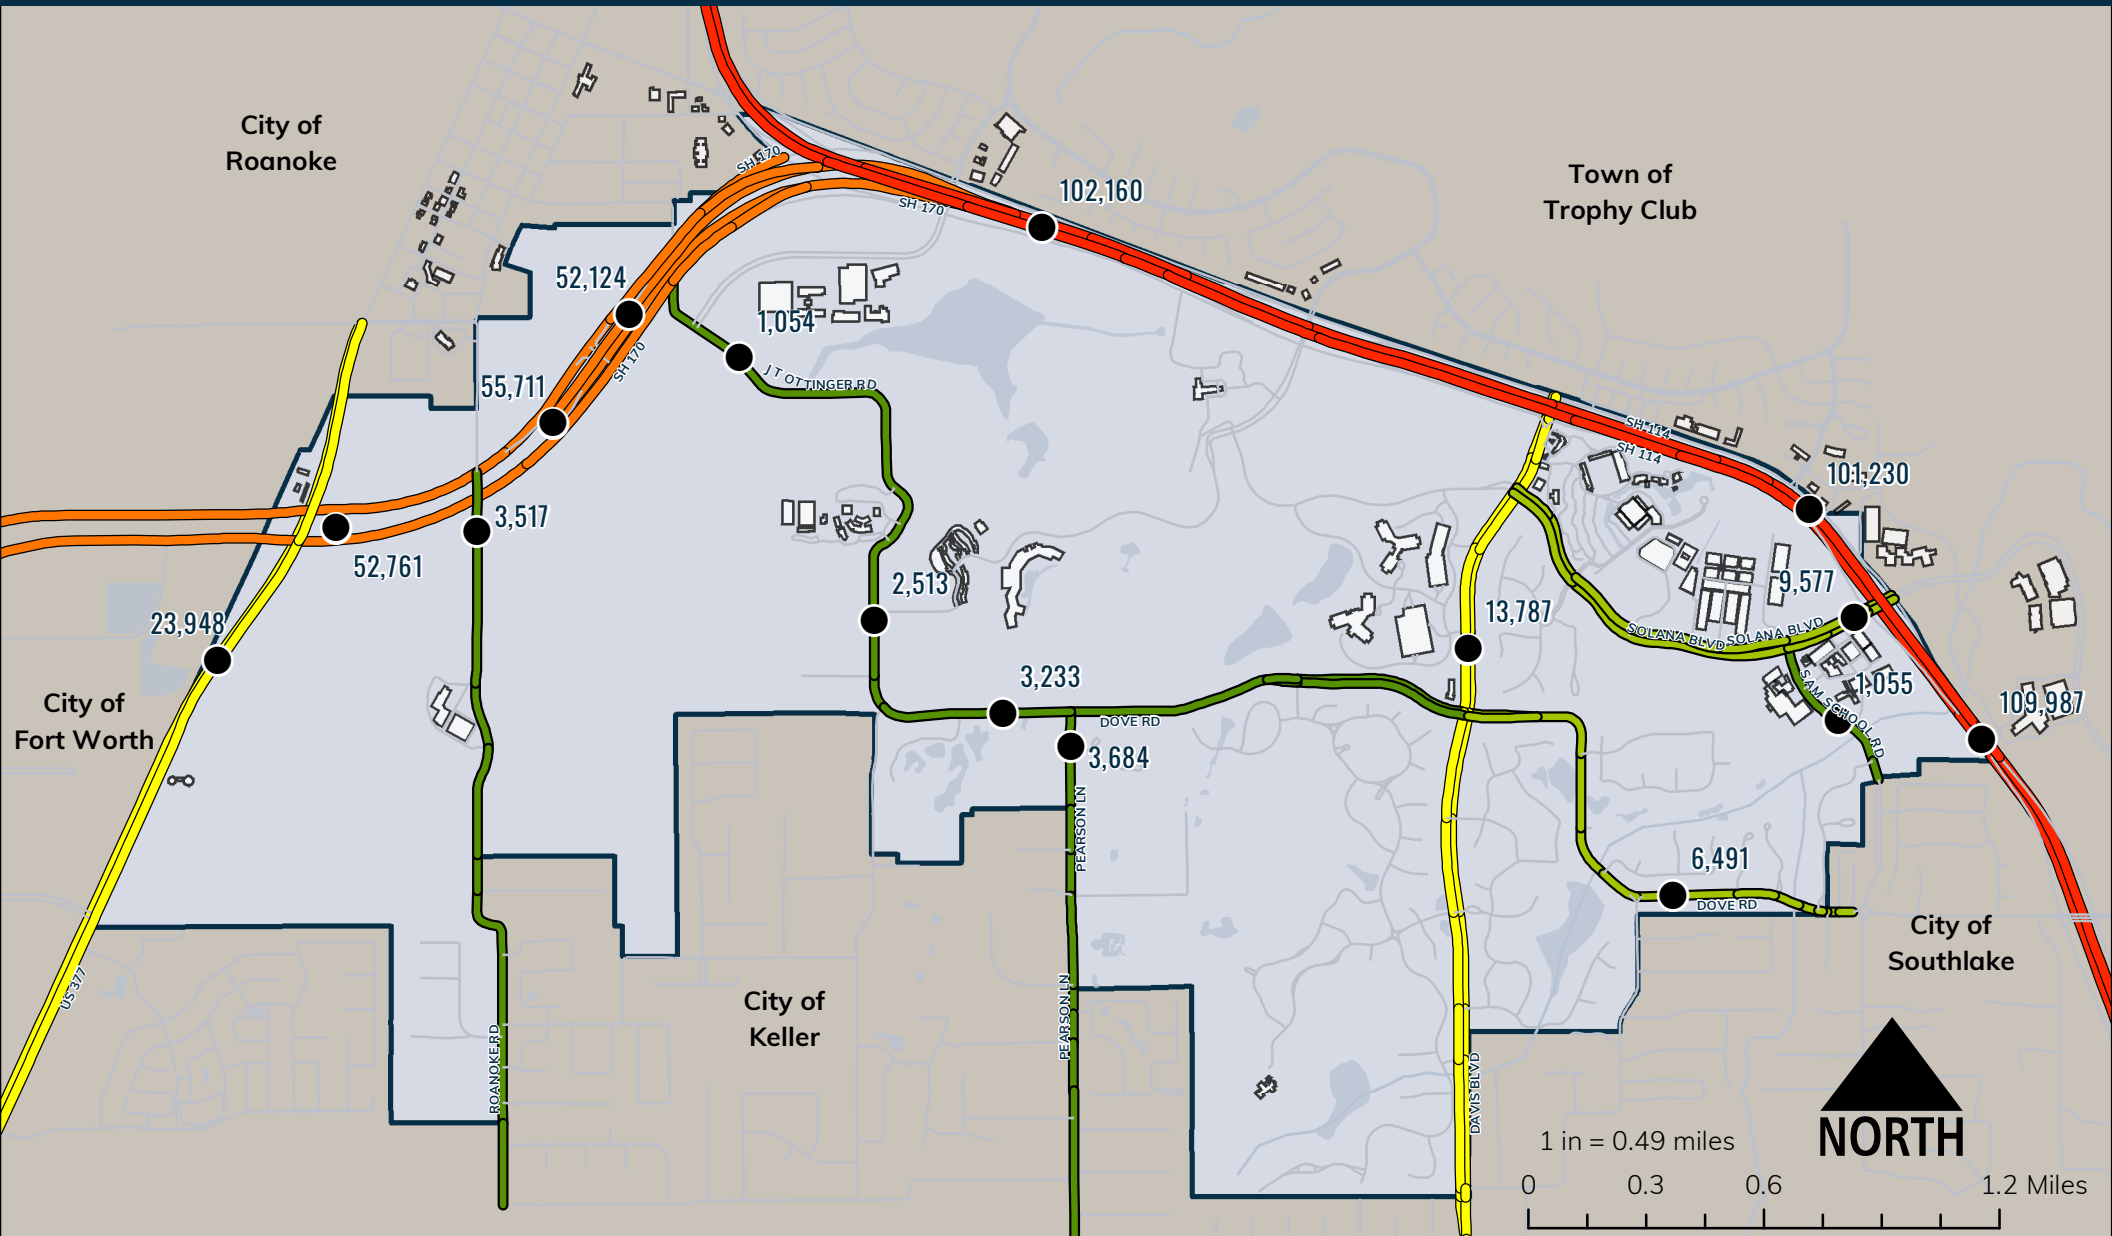 City of
Roanoke
SH 170
102,160
Town of
Trophy Club
SH 170
52,124
1,054
SH 170
J T OTTINGER RD
55,711
SH 114
SH 114
101,230
3,517
52,761
2,513
9,577
23,948
13,787
SOLANA BLVD
SOLANA BLVD
3,233
1,055
SAM SCHOOL RD
109,987
City of
Fort Worth
DOVE RD
3,684
PEARSON LN
6,491
DOVE RD
City of
Southlake
US 377
City of
Keller
PEARSON LN
ROANOKE RD
DAVIS BLVD
NORTH
1 in = 0.49 miles
0 0.3 0.6 1.2 Miles